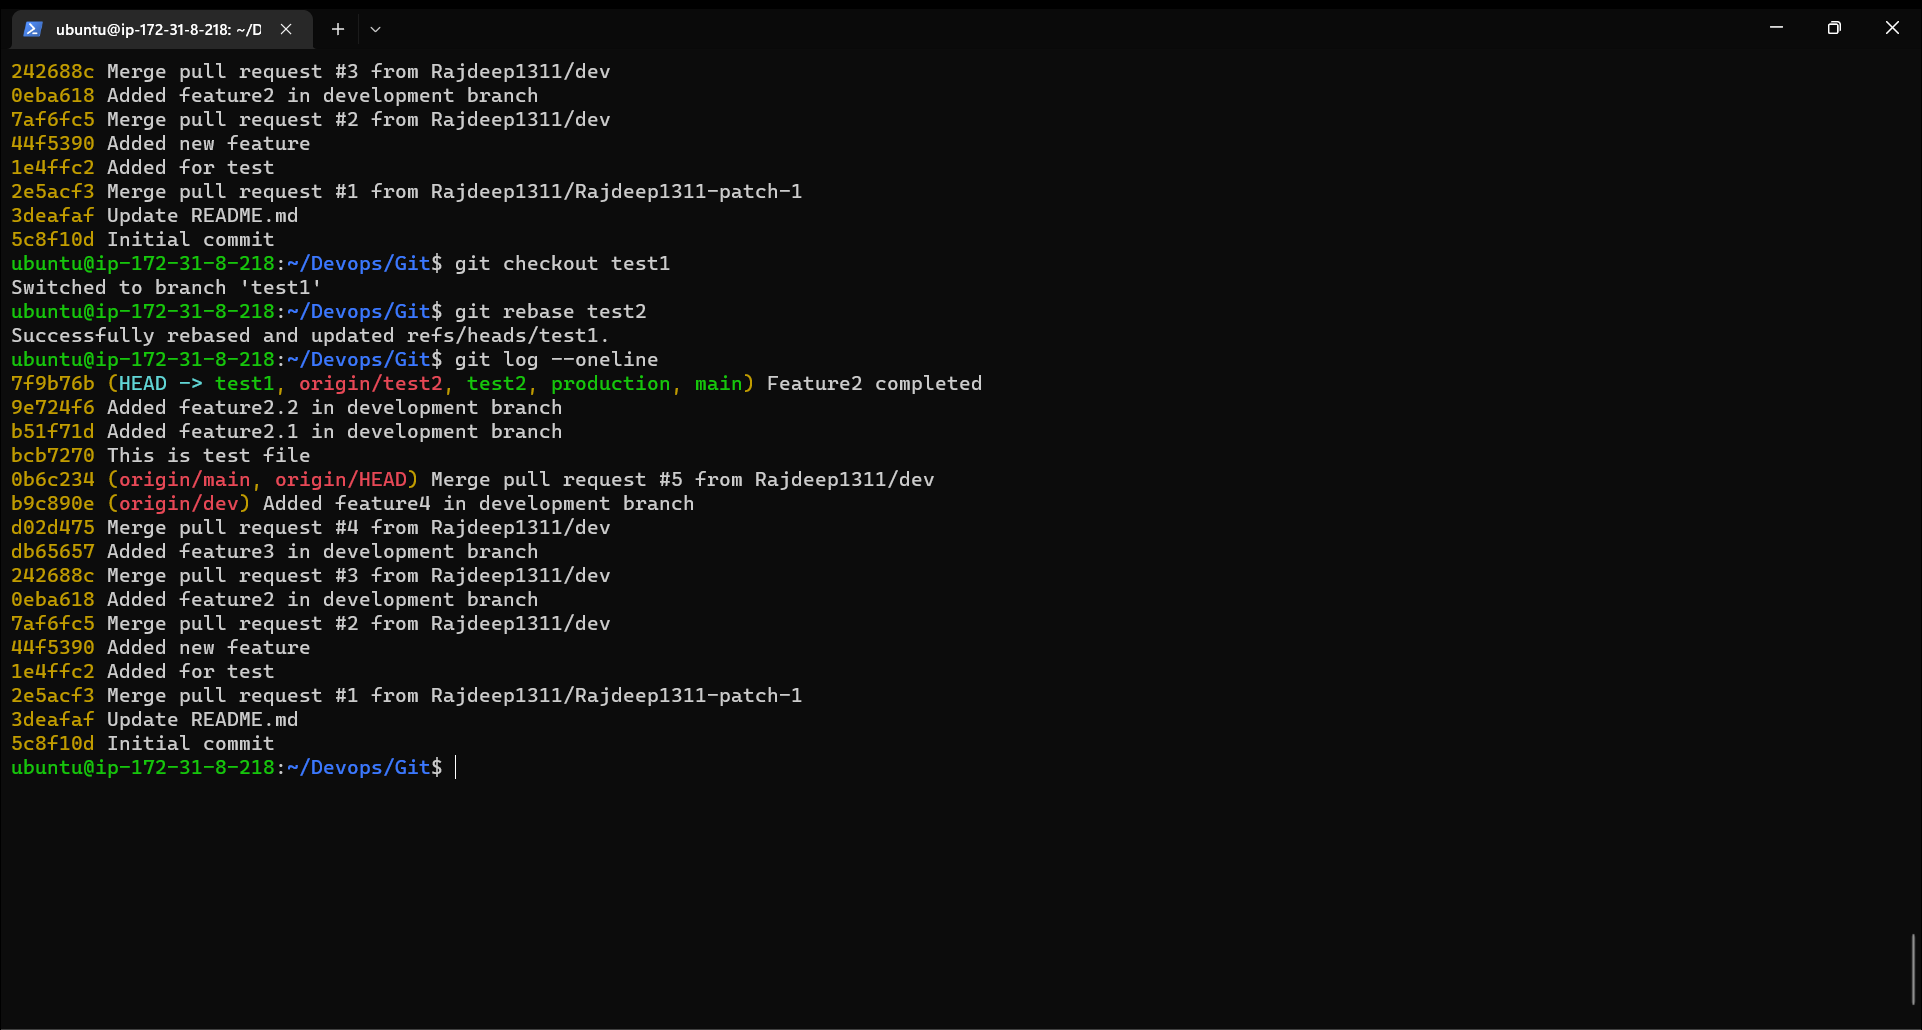 ubuntu@ip-172-31-8-218: ~/D
242688c Merge pull request #3 from Rajdeep1311/dev
0eba618 Added feature2 in development branch
7af6fc5 Merge pull request #2 from Rajdeep1311/dev
44f5390 Added new feature
1e4ffc2 Added for test
2e5acf3 Merge pull request #1 from Rajdeep1311/Rajdeep1311-patch-1
3deafaf Update README.md
5c8f10d Initial commit
ubuntu@ip-172-31-8-218:~/Devops/Git$ git checkout test1
Switched to branch 'test1'
ubuntu@ip-172-31-8-218:~/Devops/Git$ git rebase test2
Successfully rebased and updated refs/heads/test1.
ubuntu@ip-172-31-8-218:~/Devops/Git$ git log --oneline
7f9b76b (HEAD -> test1, origin/test2, test2, production, main) Feature2 completed
9e724f6 Added feature2.2 in development branch
b51f71d Added feature2.1 in development branch
bcb7270 This is test file
0b6c234 (origin/main, origin/HEAD) Merge pull request #5 from Rajdeep1311/dev
b9c890e (origin/dev) Added feature4 in development branch
d02d475 Merge pull request #4 from Rajdeep1311/dev
db65657 Added feature3 in development branch
242688c Merge pull request #3 from Rajdeep1311/dev
0eba618 Added feature2 in development branch
7af6fc5 Merge pull request #2 from Rajdeep1311/dev
44f5390 Added new feature
1e4ffc2 Added for test
2e5acf3 Merge pull request #1 from Rajdeep1311/Rajdeep1311-patch-1
3deafaf Update README.md
5c8f10d Initial commit
ubuntu@ip-172-31-8-218:~/Devops/Git$